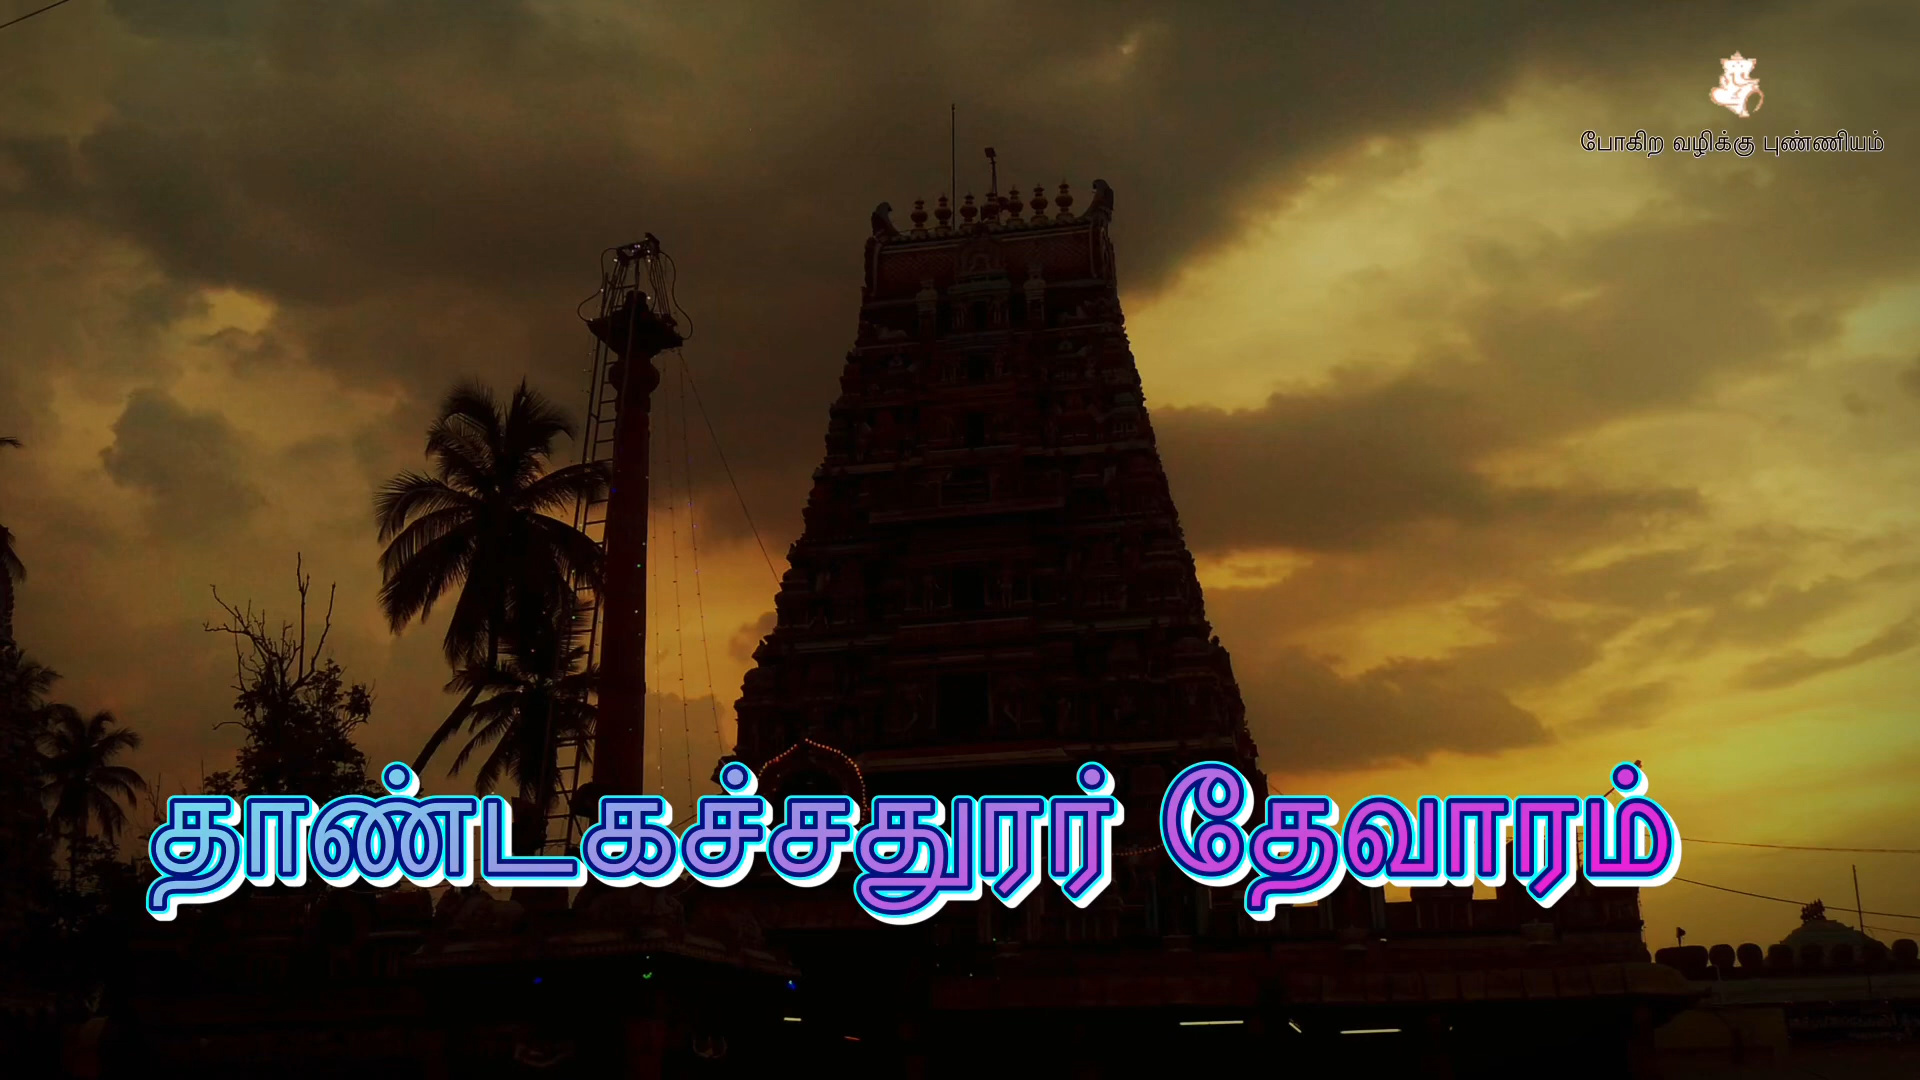 போகிற வழிக்கு புண்ணியம்
தாண்டகச்சதுரர் தேவாரம்